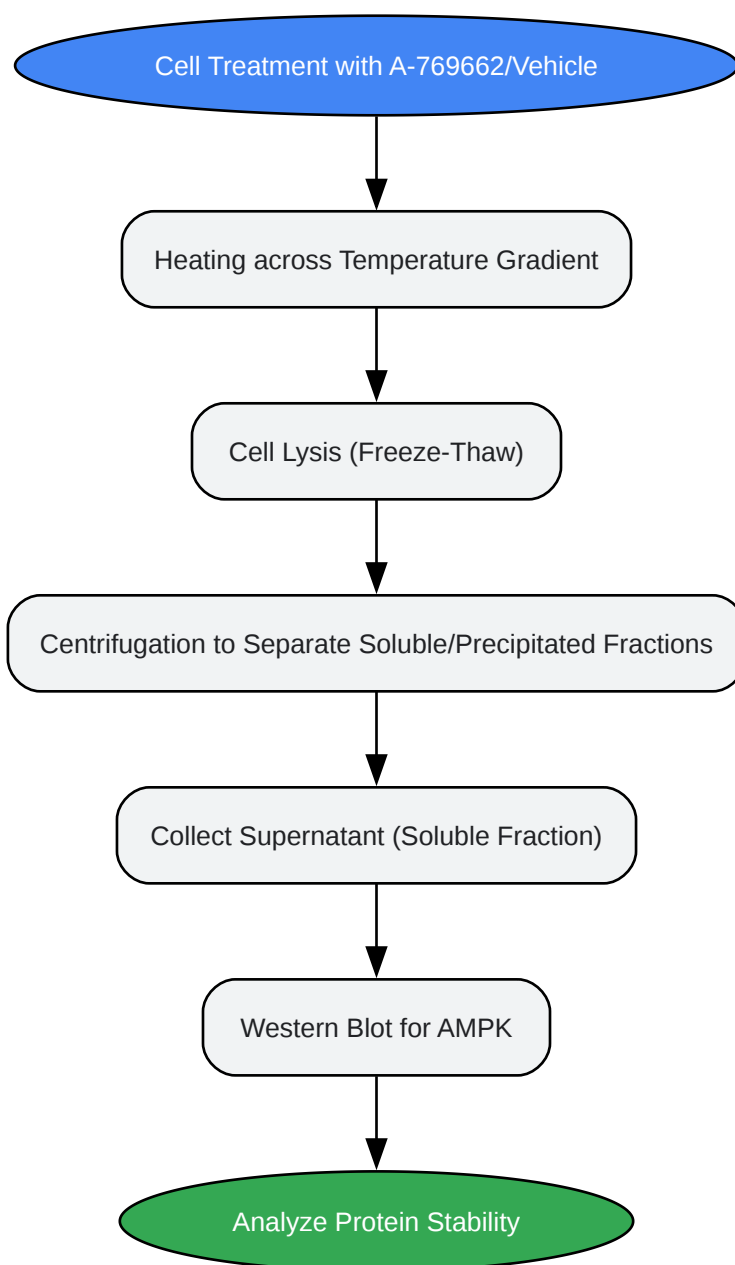 Cell Treatment with A-769662/Vehicle
Heating across Temperature Gradient
Cell Lysis (Freeze-Thaw)
Centrifugation to Separate Soluble/Precipitated Fractions
Collect Supernatant (Soluble Fraction)
Western Blot for AMPK
Analyze Protein Stability